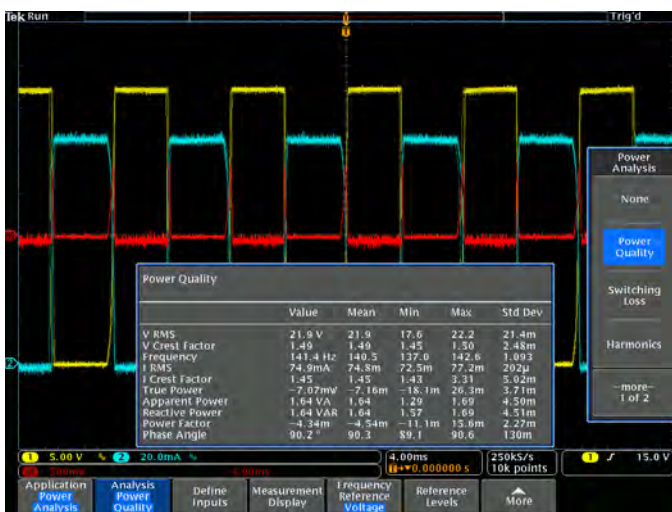 Tek Run Trig'd
Power
Analysis
None
Power
Quality
Switching
Loss
Harmonics
—more—
1 of 2
Power Quality
Value Mean Min Max Std Dev
V RMS 21.9 V 21.9 17.6 22.2 21.4m
V Crest Factor 1.49 1.49 1.45 1.50 2.48m
Frequency 141.4 Hz 140.5 137.0 142.6 1.093
I RMS 74.9mA 74.8m 72.5m 77.2m 202µ
I Crest Factor 1.45 1.45 1.43 3.31 5.02m
True Power −7.07mW −7.16m −18.1m 26.3m 3.71m
Apparent Power 1.64 VA 1.64 1.29 1.69 4.50m
Reactive Power 1.64 VAR 1.64 1.57 1.69 4.51m
Power Factor −4.34m −4.54m −11.1m 15.6m 2.27m
Phase Angle 90.2 ° 90.3 89.1 90.6 130m
1 5.00 V 2 20.0mA 4.00ms 250kS/s 1 15.0 V
T 0.000000 s 10k points
Application Analysis Define Measurement Frequency Reference
Power Power Inputs Display Reference Levels More
Analysis Quality Voltage